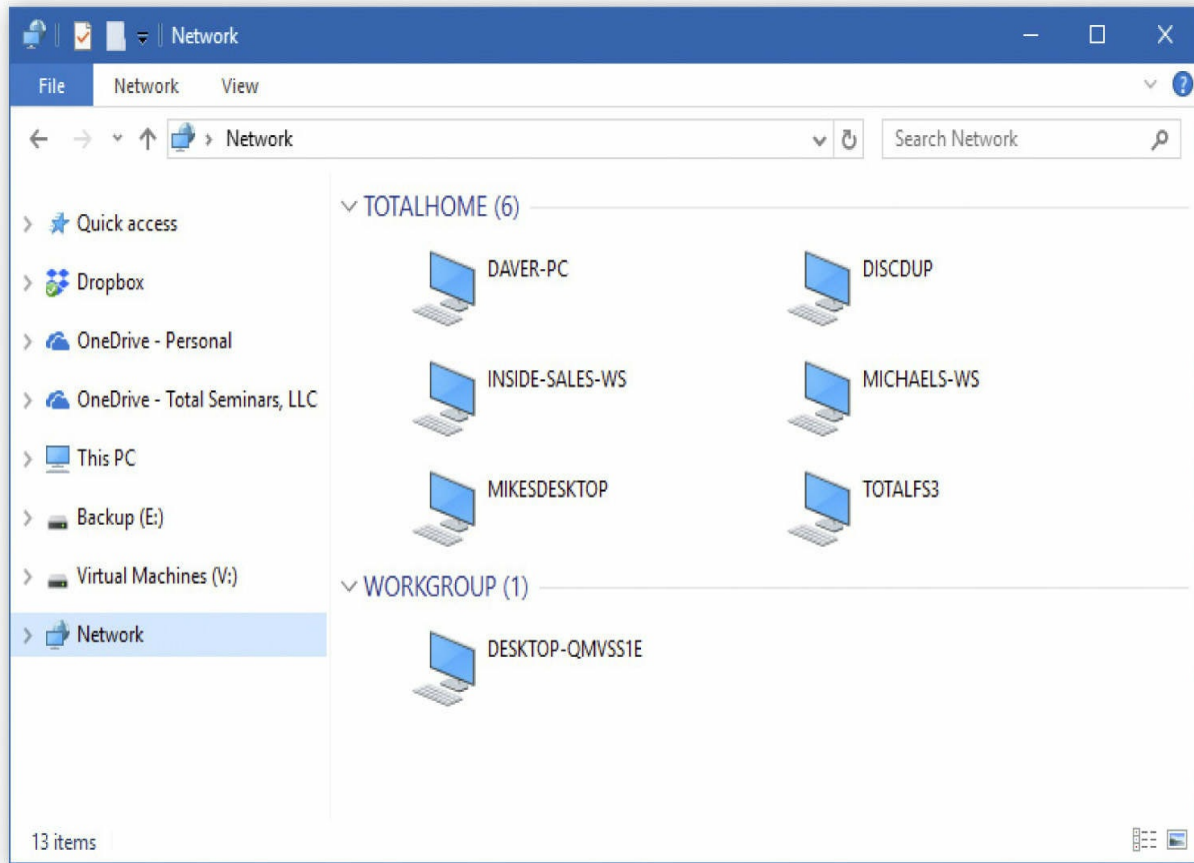 Network
File Network View
Network
Search Network
Quick access
Dropbox
OneDrive - Personal
OneDrive - Total Seminars, LLC
This PC
Backup (E:)
Virtual Machines (V:)
Network
TOTALHOME (6)
DAVER-PC DISCDUP
INSIDE-SALES-WS MICHAELS-WS
MIKESDESKTOP TOTALFS3
WORKGROUP (1)
DESKTOP-QMVSS1E
13 items